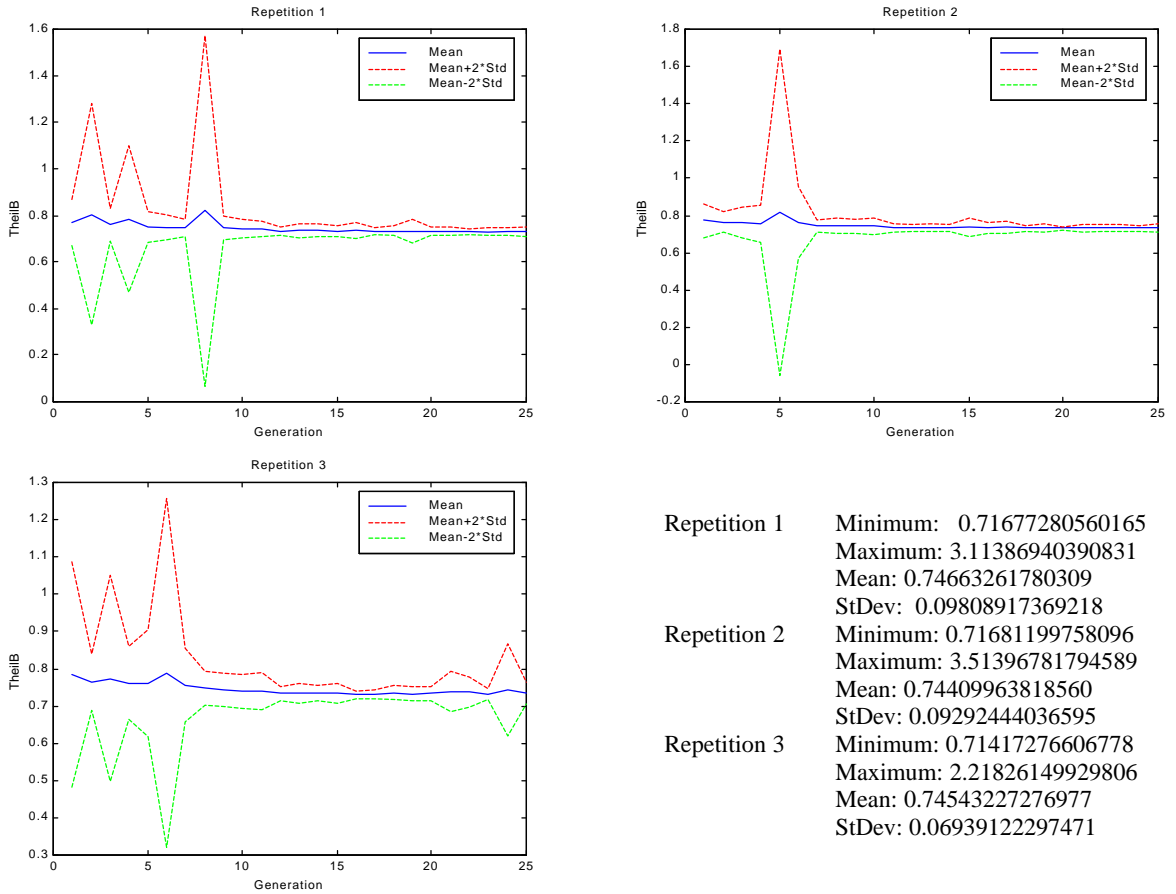 Repetition 1
1.6
1.4
1.2
1
0.8
0.6
0.4
0.2
0
TheilB
Mean
Mean+2*Std
Mean-2*Std
0 5 10 15 20 25
Generation
Repetition 2
1.8
1.6
1.4
1.2
1
0.8
0.6
0.4
0.2
0
-0.2
TheilB
Mean
Mean+2*Std
Mean-2*Std
0 5 10 15 20 25
Generation
Repetition 3
1.3
1.2
1.1
1
0.9
0.8
0.7
0.6
0.5
0.4
0.3
TheilB
Mean
Mean+2*Std
Mean-2*Std
0 5 10 15 20 25
Generation
Repetition 1 Minimum: 0.71677280560165
Maximum: 3.11386940390831
Mean: 0.74663261780309
StDev: 0.09808917369218
Repetition 2 Minimum: 0.71681199758096
Maximum: 3.51396781794589
Mean: 0.74409963818560
StDev: 0.09292444036595
Repetition 3 Minimum: 0.71417276606778
Maximum: 2.21826149929806
Mean: 0.74543227276977
StDev: 0.06939122297471